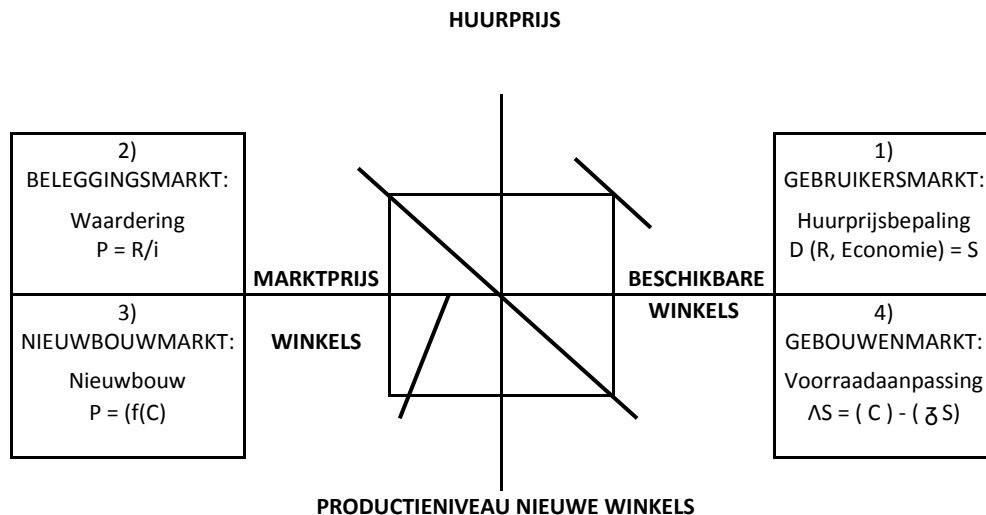 HUURPRIJS
2)
BELEGGINGSMARKT:
Waardering
P = R/i
1)
GEBRUIKERSMARKT:
Huurprijsbepaling
D (R, Economie) = S
MARKTPRIJS
WINKELS
BESCHIKBARE
WINKELS
3)
NIEUWBOUWMARKT:
Nieuwbouw
P = (f(C)
4)
GEBOUWENMARKT:
Voorraadaanpassing
ΛS = ( C ) - ( ᵹ S)
PRODUCTIENIVEAU NIEUWE WINKELS